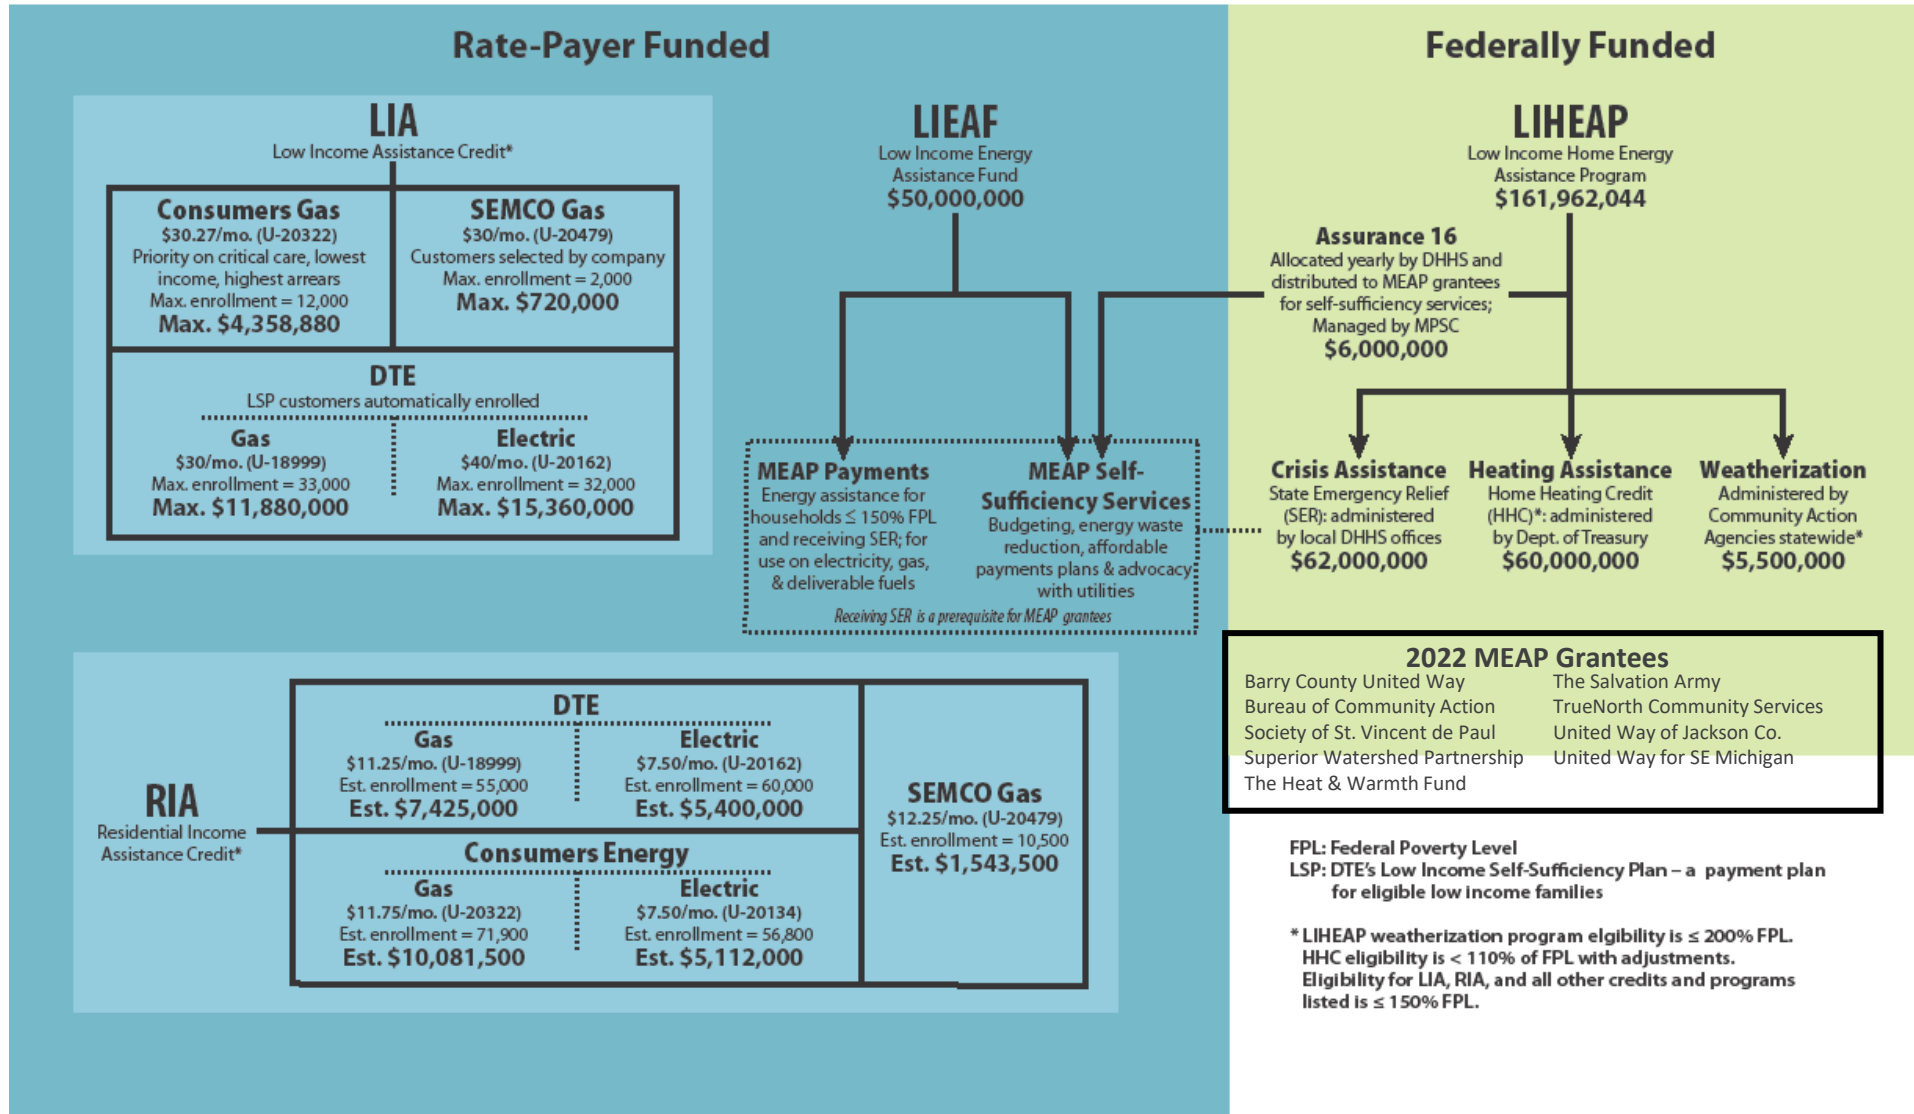 Rate-Payer Funded
LIA
Low Income Assistance Credit*
Consumers Gas
$30.27/mo. (U-20322)
Priority on critical care, lowest
income, highest arrears
Max. enrollment = 12,000
Max. $4,358,880
SEMCO Gas
$30/mo. (U-20479)
Customers selected by company
Max. enrollment = 2,000
Max. $720,000
DTE
LSP customers automatically enrolled
Gas
$30/mo. (U-18999)
Max. enrollment = 33,000
Max. $11,880,000
Electric
$40/mo. (U-20162)
Max. enrollment = 32,000
Max. $15,360,000
LIEAF
Low Income Energy
Assistance Fund
$50,000,000
MEAP Payments
Energy assistance for
households ≤ 150% FPL
and receiving SER; for
use on electricity, gas,
& deliverable fuels
MEAP Self-
Sufficiency Services
Budgeting, energy waste
reduction, affordable
payments plans & advocacy
with utilities
Receiving SER is a prerequisite for MEAP grantees
RIA
Residential Income
Assistance Credit*
DTE
Gas
$11.25/mo. (U-18999)
Est. enrollment = 55,000
Est. $7,425,000
Electric
$7.50/mo. (U-20162)
Est. enrollment = 60,000
Est. $5,400,000
Consumers Energy
Gas
$11.75/mo. (U-20322)
Est. enrollment = 71,900
Est. $10,081,500
Electric
$7.50/mo. (U-20134)
Est. enrollment = 56,800
Est. $5,112,000
SEMCO Gas
$12.25/mo. (U-20479)
Est. enrollment = 10,500
Est. $1,543,500
Federally Funded
LIHEAP
Low Income Home Energy
Assistance Program
$161,962,044
Assurance 16
Allocated yearly by DHHS and
distributed to MEAP grantees
for self-sufficiency services;
Managed by MPSC
$6,000,000
Crisis Assistance
State Emergency Relief
(SER): administered
by local DHHS offices
$62,000,000
Heating Assistance
Home Heating Credit
(HHC)*: administered
by Dept. of Treasury
$60,000,000
Weatherization
Administered by
Community Action
Agencies statewide*
$5,500,000
2022 MEAP Grantees
Barry County United Way
Bureau of Community Action
Society of St. Vincent de Paul
Superior Watershed Partnership
The Heat & Warmth Fund
The Salvation Army
TrueNorth Community Services
United Way of Jackson Co.
United Way for SE Michigan
FPL: Federal Poverty Level
LSP: DTE's Low Income Self-Sufficiency Plan – a payment plan
for eligible low income families
* LIHEAP weatherization program elgibility is ≤ 200% FPL.
HHC eligibility is < 110% of FPL with adjustments.
Eligibility for LIA, RIA, and all other credits and programs
listed is ≤ 150% FPL.